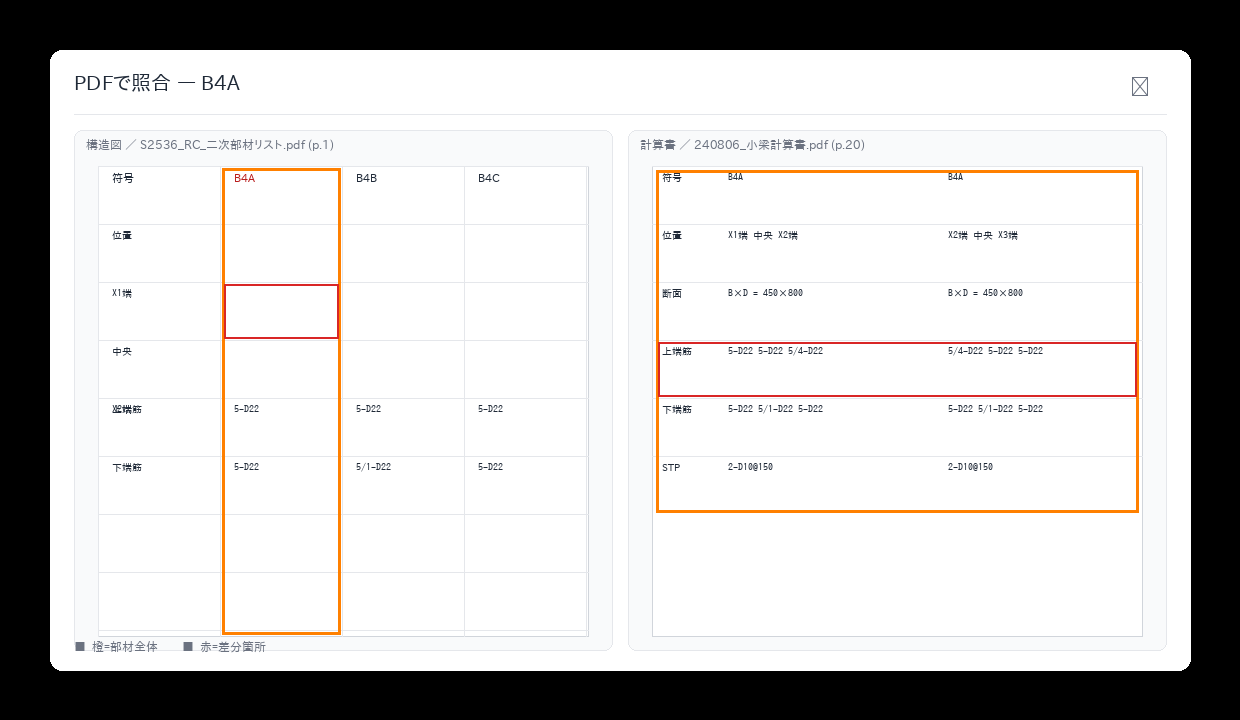 PDFで照合 — B4A
構造図 ／ S2536_RC_二次部材リスト.pdf (p.1)
符号 B4A B4B B4C
位置
X1端
中央
5-D22 5-D22 5-D22
下端筋 5-D22 5/1-D22 5-D22
計算書 ／ 240806_小梁計算書.pdf (p.20)
符号 B4A B4A
位置 X1端 中央 X2端 X2端 中央 X3端
断面 B×D = 450×800 B×D = 450×800
上端筋 5-D22 5-D22 5/4-D22 5/4-D22 5-D22 5-D22
下端筋 5-D22 5/1-D22 5-D22 5-D22 5/1-D22 5-D22
STP 2-D10@150 2-D10@150
■ 橙=部材全体 ■ 赤=差分箇所